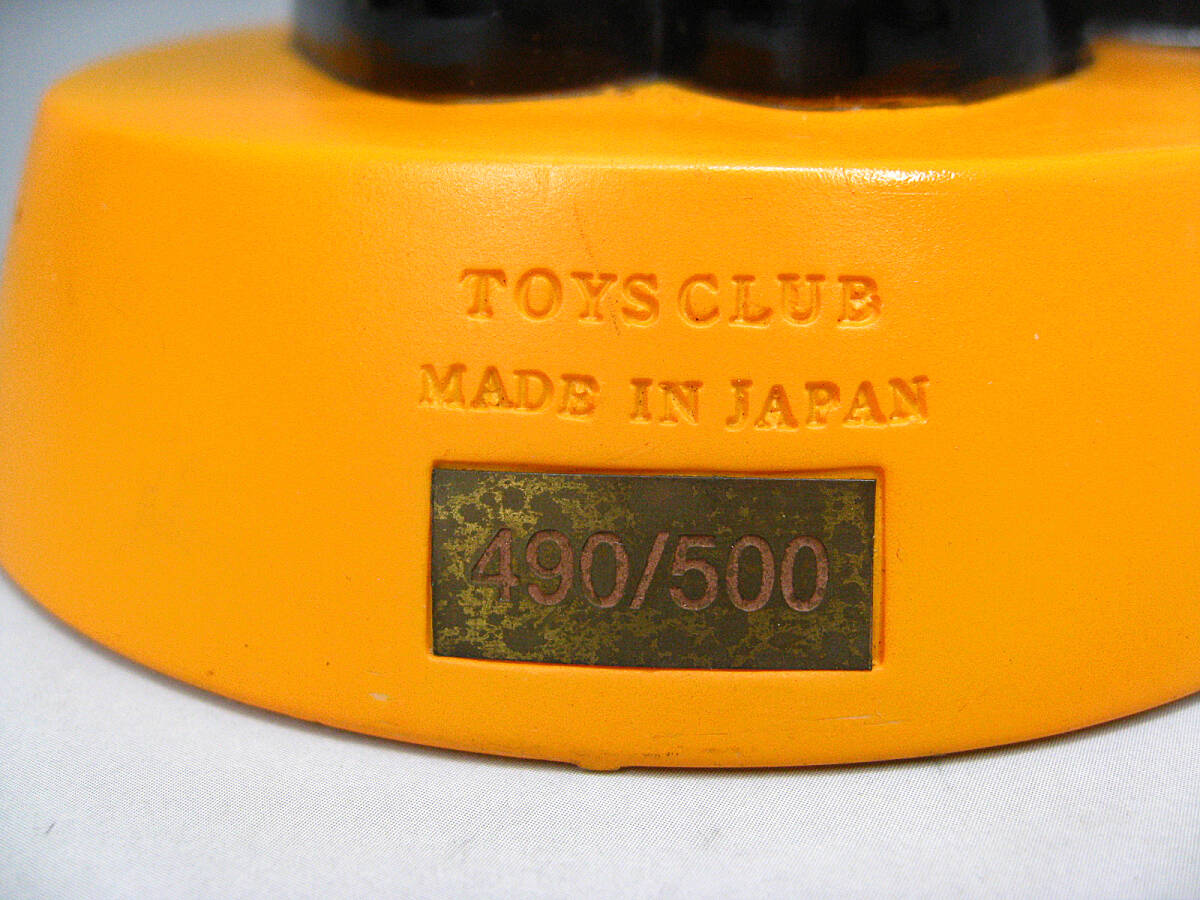 TOYS CLUB
MADE IN JAPAN
490/500